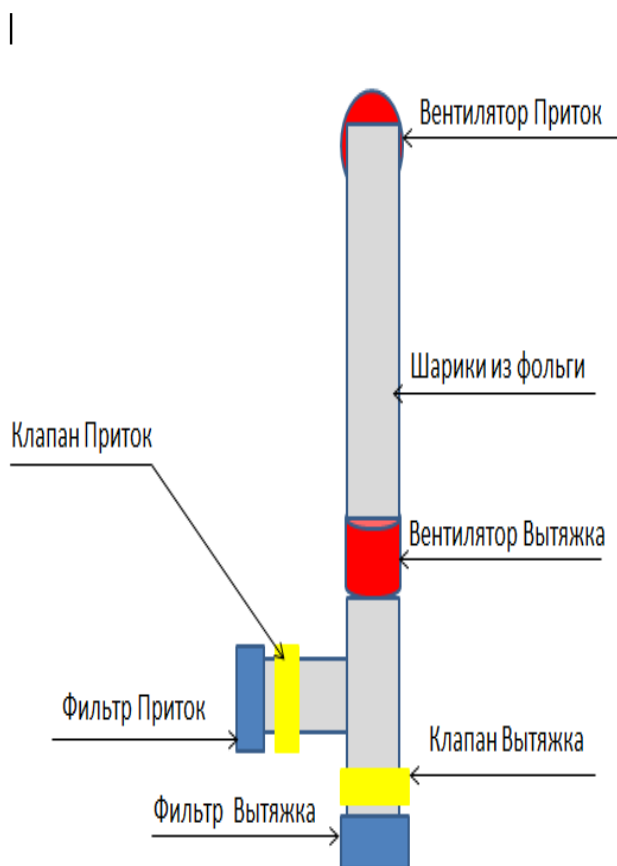 Вентилятор Приток
Шарики из фольги
Клапан Приток
Вентилятор Вытяжка
Фильтр Приток
Клапан Вытяжка
Фильтр Вытяжка